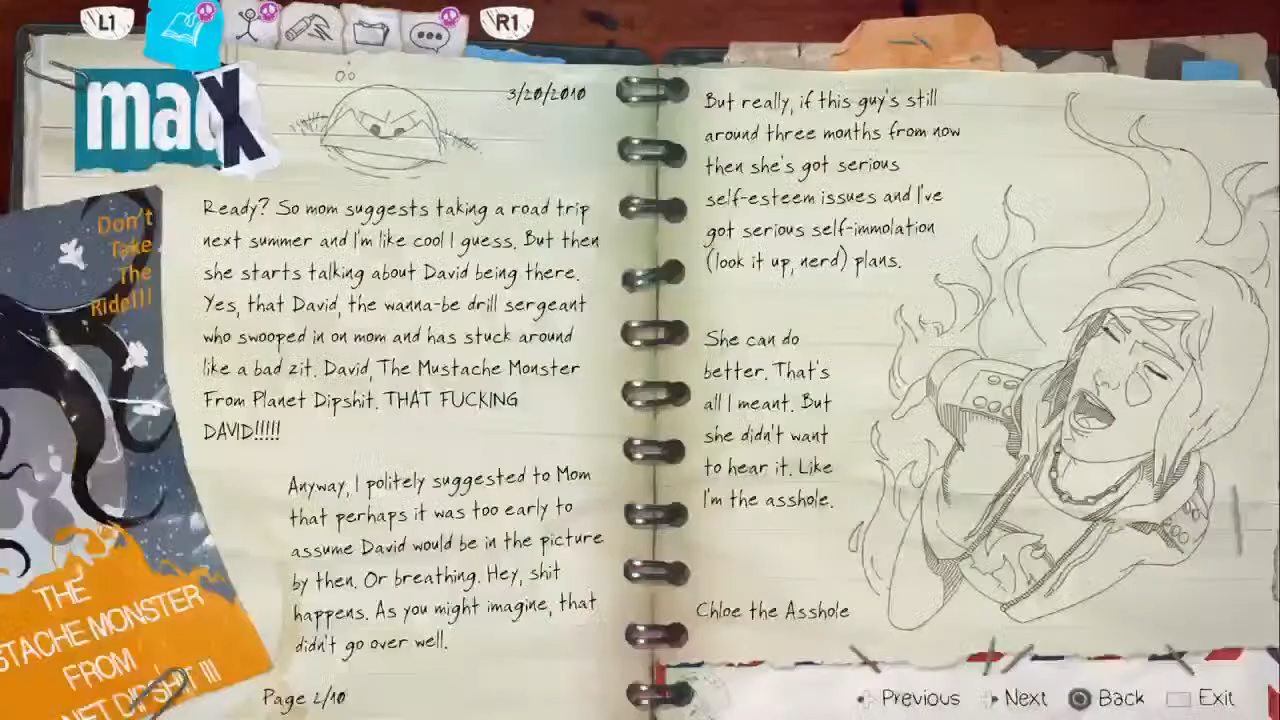 L1
R1
max
3/20/2010
Don't
Take
The
Ride!!!
Ready? So mom suggests taking a road trip
next summer and I'm like cool I guess. But then
she starts talking about David being there.
Yes, that David, the wanna-be drill sergeant
who swooped in on mom and has stuck around
like a bad zit. David, The Mustache Monster
From Planet Dipshit. THAT FUCKING
DAVID!!!!!
Anyway, I politely suggested to Mom
that perhaps it was too early to
assume David would be in the picture
by then. Or breathing. Hey, shit
happens. As you might imagine, that
didn't go over well.
THE
STACHE MONSTER
FROM
NET DIPSHIT !!!
Page 2/10
But really, if this guy's still
around three months from now
then she's got serious
self-esteem issues and I've
got serious self-immolation
(look it up, nerd) plans.
She can do
better. That's
all I meant. But
she didn't want
to hear it. Like
I'm the asshole.
Chloe the Asshole
Previous
Next
Back
Exit